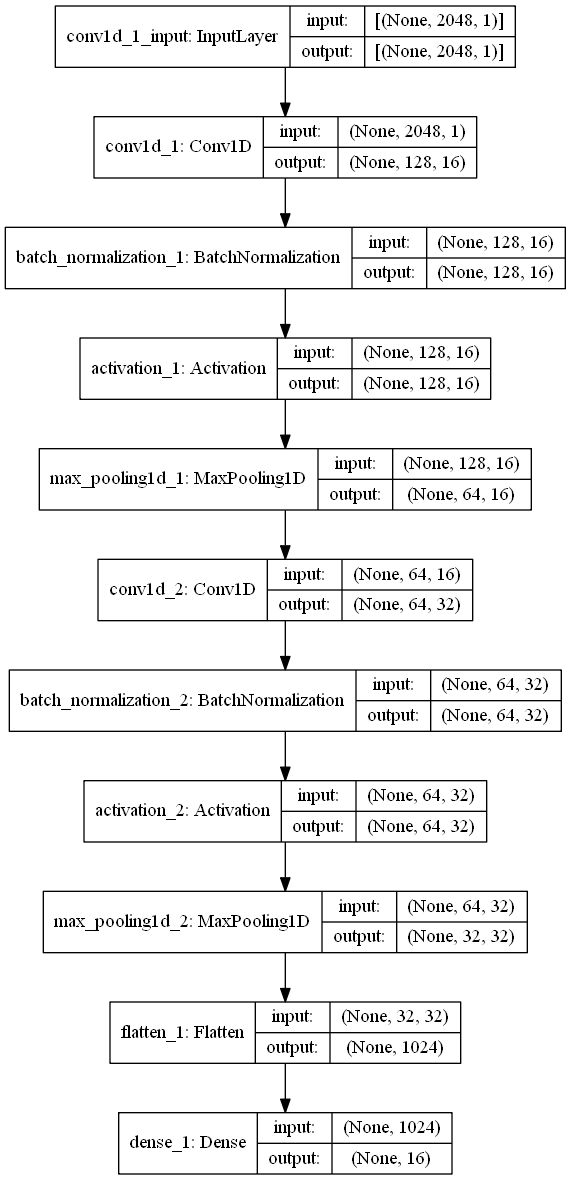 conv1d_1_input: InputLayer
input: [(None, 2048, 1)]
output: [(None, 2048, 1)]
conv1d_1: Conv1D
input: (None, 2048, 1)
output: (None, 128, 16)
batch_normalization_1: BatchNormalization
input: (None, 128, 16)
output: (None, 128, 16)
activation_1: Activation
input: (None, 128, 16)
output: (None, 128, 16)
max_pooling1d_1: MaxPooling1D
input: (None, 128, 16)
output: (None, 64, 16)
conv1d_2: Conv1D
input: (None, 64, 16)
output: (None, 64, 32)
batch_normalization_2: BatchNormalization
input: (None, 64, 32)
output: (None, 64, 32)
activation_2: Activation
input: (None, 64, 32)
output: (None, 64, 32)
max_pooling1d_2: MaxPooling1D
input: (None, 64, 32)
output: (None, 32, 32)
flatten_1: Flatten
input: (None, 32, 32)
output: (None, 1024)
dense_1: Dense
input: (None, 1024)
output: (None, 16)